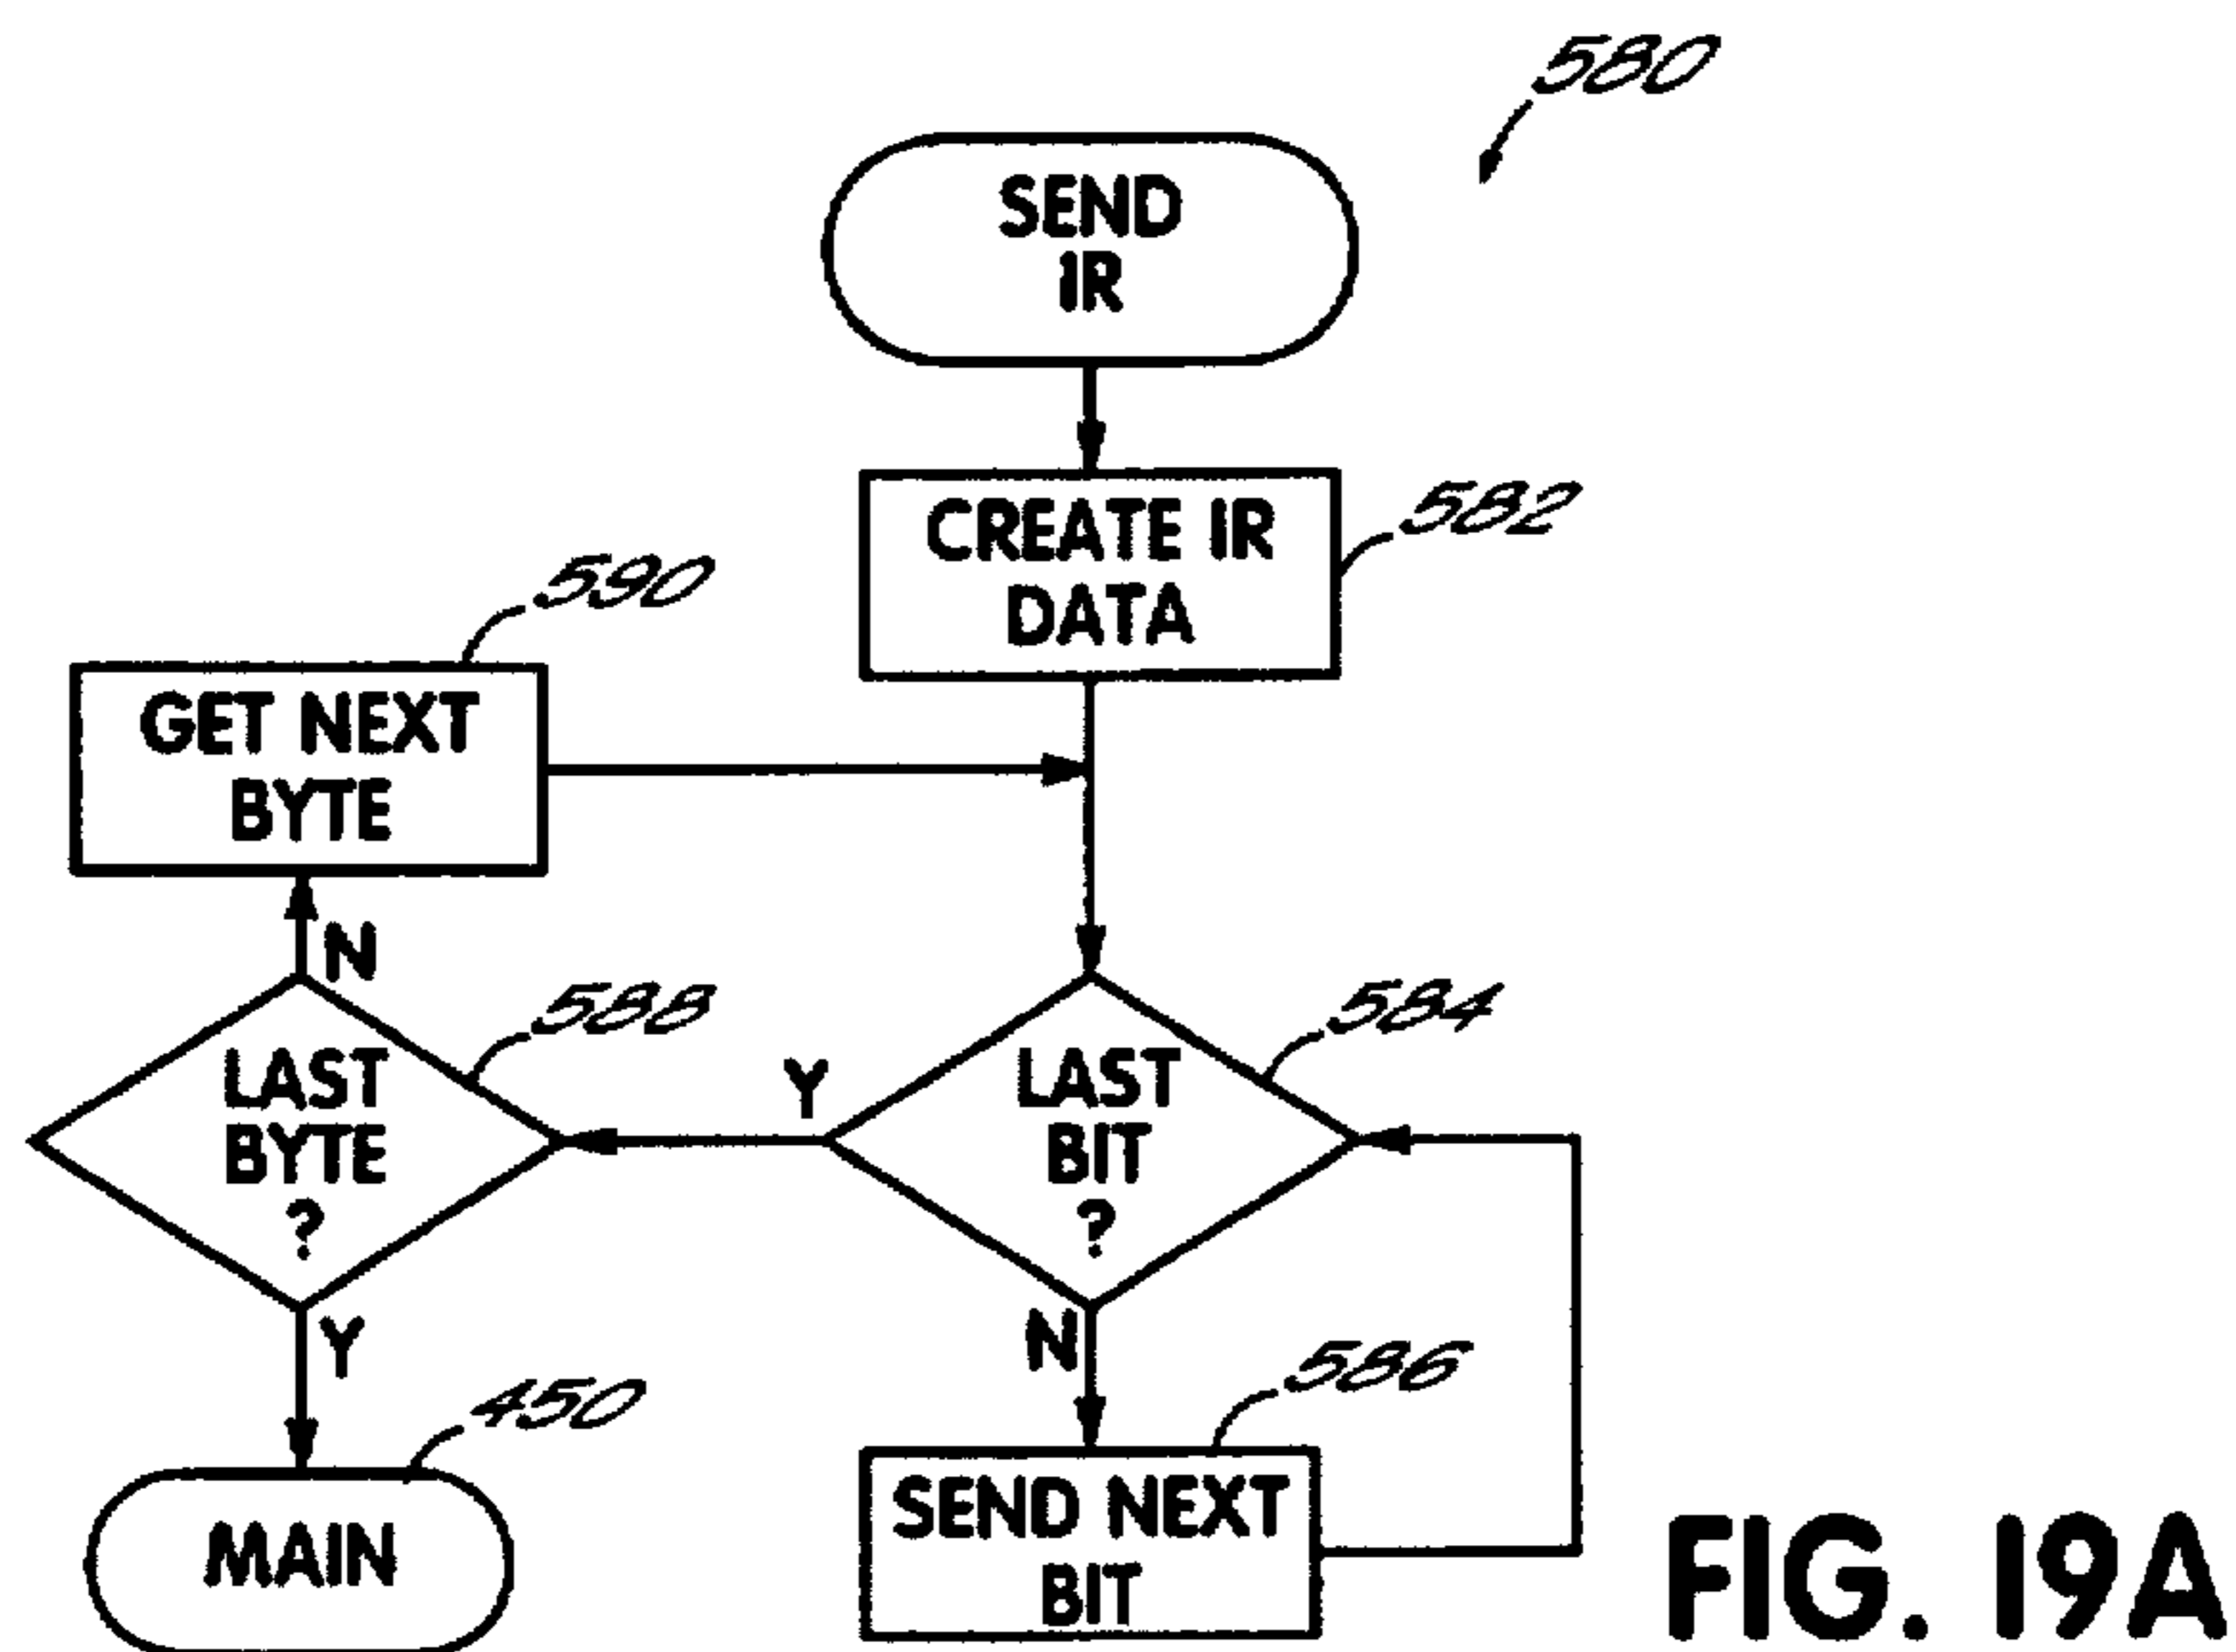 580
SEND
IR
CREATE IR
DATA
582
590
GET NEXT
BYTE
N
588
LAST
BYTE
?
Y
584
LAST
BIT
?
Y
N
586
450
SEND NEXT
BIT
MAIN
FIG. 19A